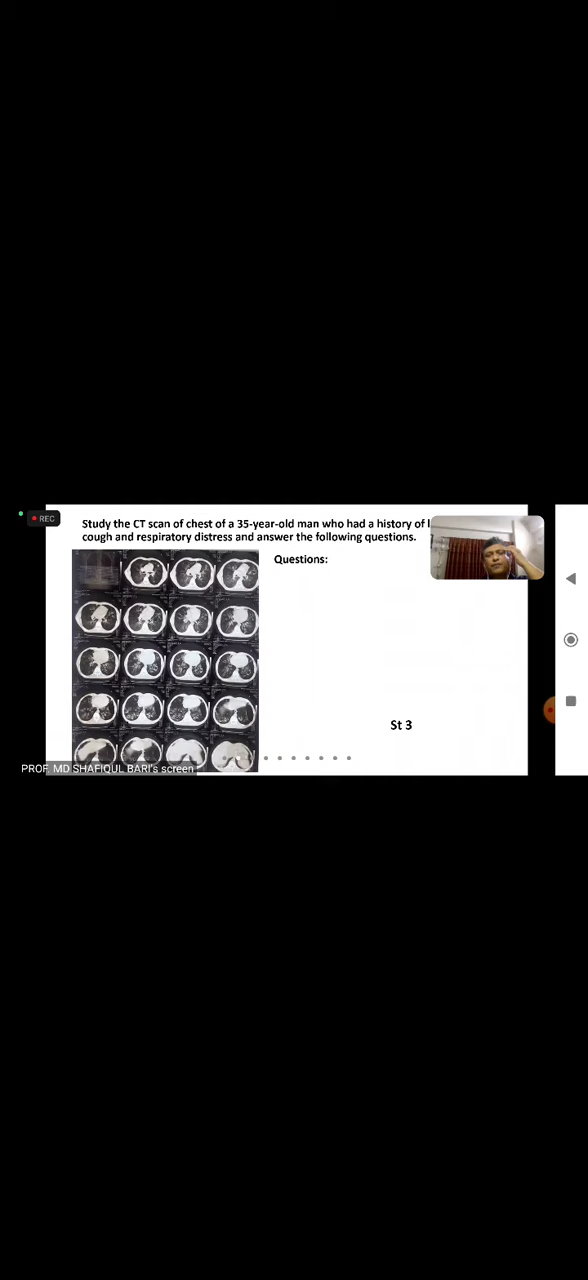 REC
Study the CT scan of chest of a 35-year-old man who had a history of
cough and respiratory distress and answer the following questions.
Questions:
St 3
PROF. MD SHAFIQUL BARI's screen